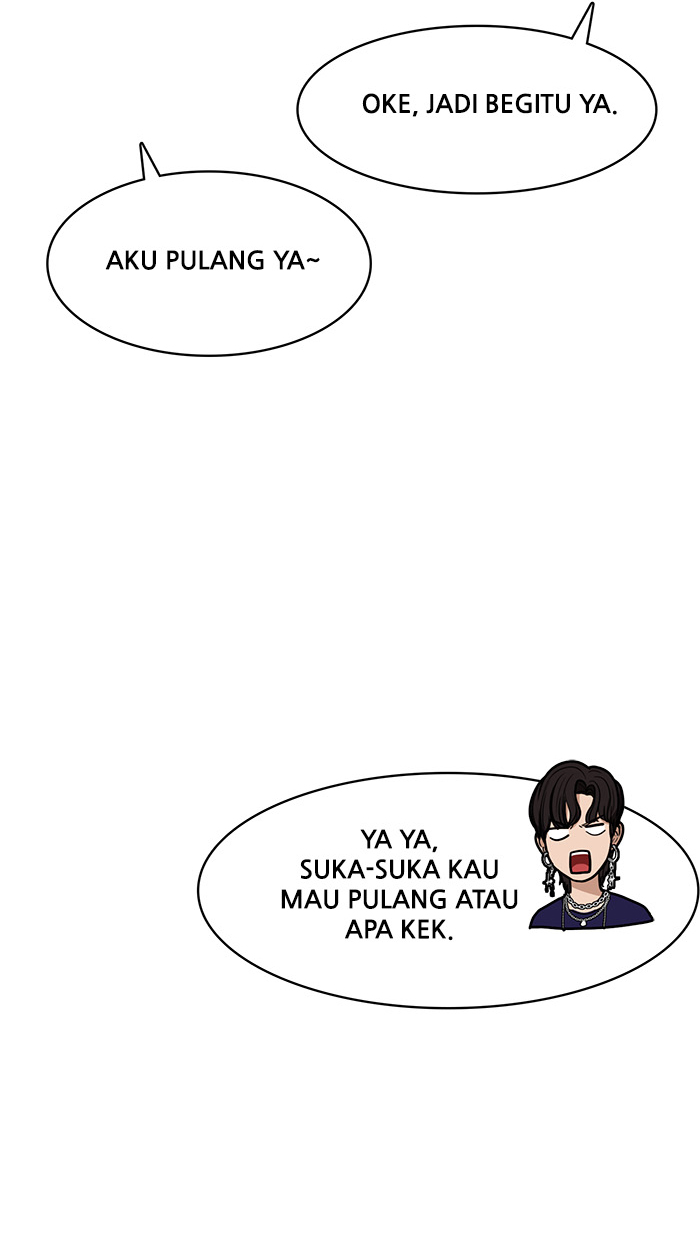 OKE, JADI BEGITU YA.
AKU PULANG YA~
YA YA,
SUKA-SUKA KAU
MAU PULANG ATAU
APA KEK.